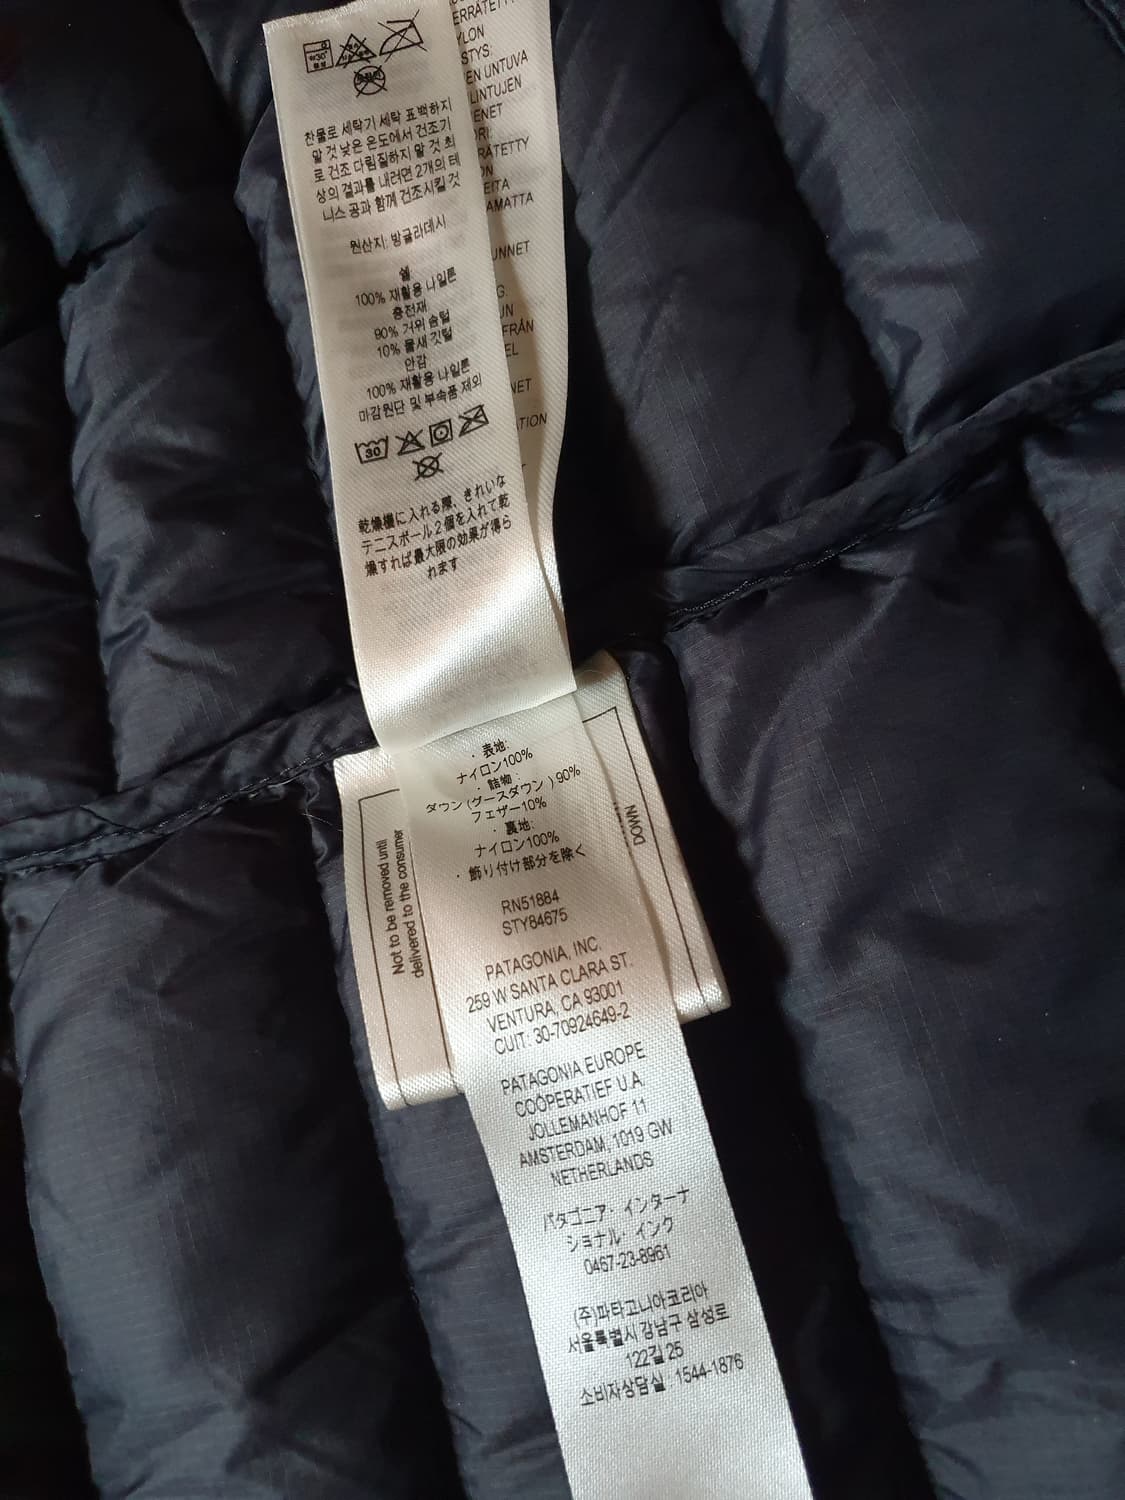 찬물로 세탁기 세탁 표백하지
말 것 낮은 온도에서 건조기
로 건조 다림질하지 말 것 최
상의 결과를 내려면 2개의 테
니스 공과 함께 건조시킬 것
원산지: 방글라데시
쉘
100% 재활용 나일론
충전재
90% 거위 솜털
10% 물새 깃털
안감
100% 재활용 나일론
마감원단 및 부속품 제외
30
乾燥機に入れる際、きれいな
テニスボール2個を入れて乾
燥すれば最大限の効果が得ら
れます
STYS:
EN UNTUVA
LINTUJEN
ENET
RATETTY
EITA
AMATTA
UNNET
FRÅN
EL
NET
ATION
・表地:
ナイロン100%
・詰物:
ダウン(グースダウン)90%
フェザー10%
・裏地:
ナイロン100%
・飾り付け部分を除く
RN51884
STY84675
PATAGONIA, INC.
259 W SANTA CLARA ST.
VENTURA, CA 93001
CUIT: 30-70924649-2
PATAGONIA EUROPE
COÖPERATIEF U.A.
JOLLEMANHOF 11
AMSTERDAM, 1019 GW
NETHERLANDS
パタゴニア・インターナ
ショナル・インク
0467-23-8961
(주)파타고니아코리아
서울특별시 강남구 삼성로
122길 25
소비자상담실 1544-1876
Not to be removed until
delivered to the consumer
DOWN